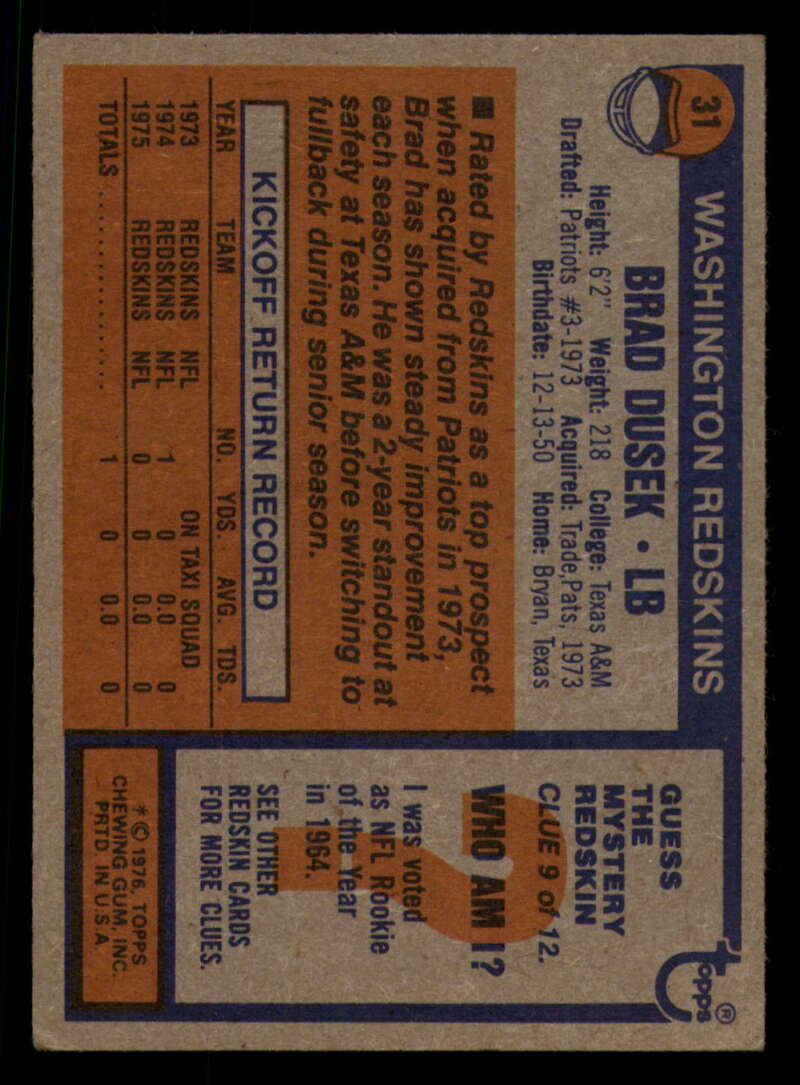 31
WASHINGTON REDSKINS
BRAD DUSEK • LB
Height: 6'2" Weight: 218 College: Texas A&M
Drafted: Patriots #3-1973 Acquired: Trade, Pats, 1973
Birthdate: 12-13-50 Home: Bryan, Texas
■ Rated by Redskins as a top prospect
when acquired from Patriots in 1973,
Brad has shown steady improvement
each season. He was a 2-year standout at
safety at Texas A&M before switching to
fullback during senior season.
KICKOFF RETURN RECORD
YEAR TEAM NO. YDS. AVG. TDS.
1973 REDSKINS NFL ON TAXI SQUAD
1974 REDSKINS NFL 1 0 0.0 0
1975 REDSKINS NFL 0 0 0.0 0
TOTALS .................... 1 0 0.0 0
topps®
GUESS
THE
MYSTERY
REDSKIN
CLUE 9 of 12.
?
WHO AM I?
I was voted
as NFL Rookie
of the Year
in 1964.
SEE OTHER
REDSKIN CARDS
FOR MORE CLUES.
* © 1976, TOPPS
CHEWING GUM, INC.
PRTD. IN U.S.A